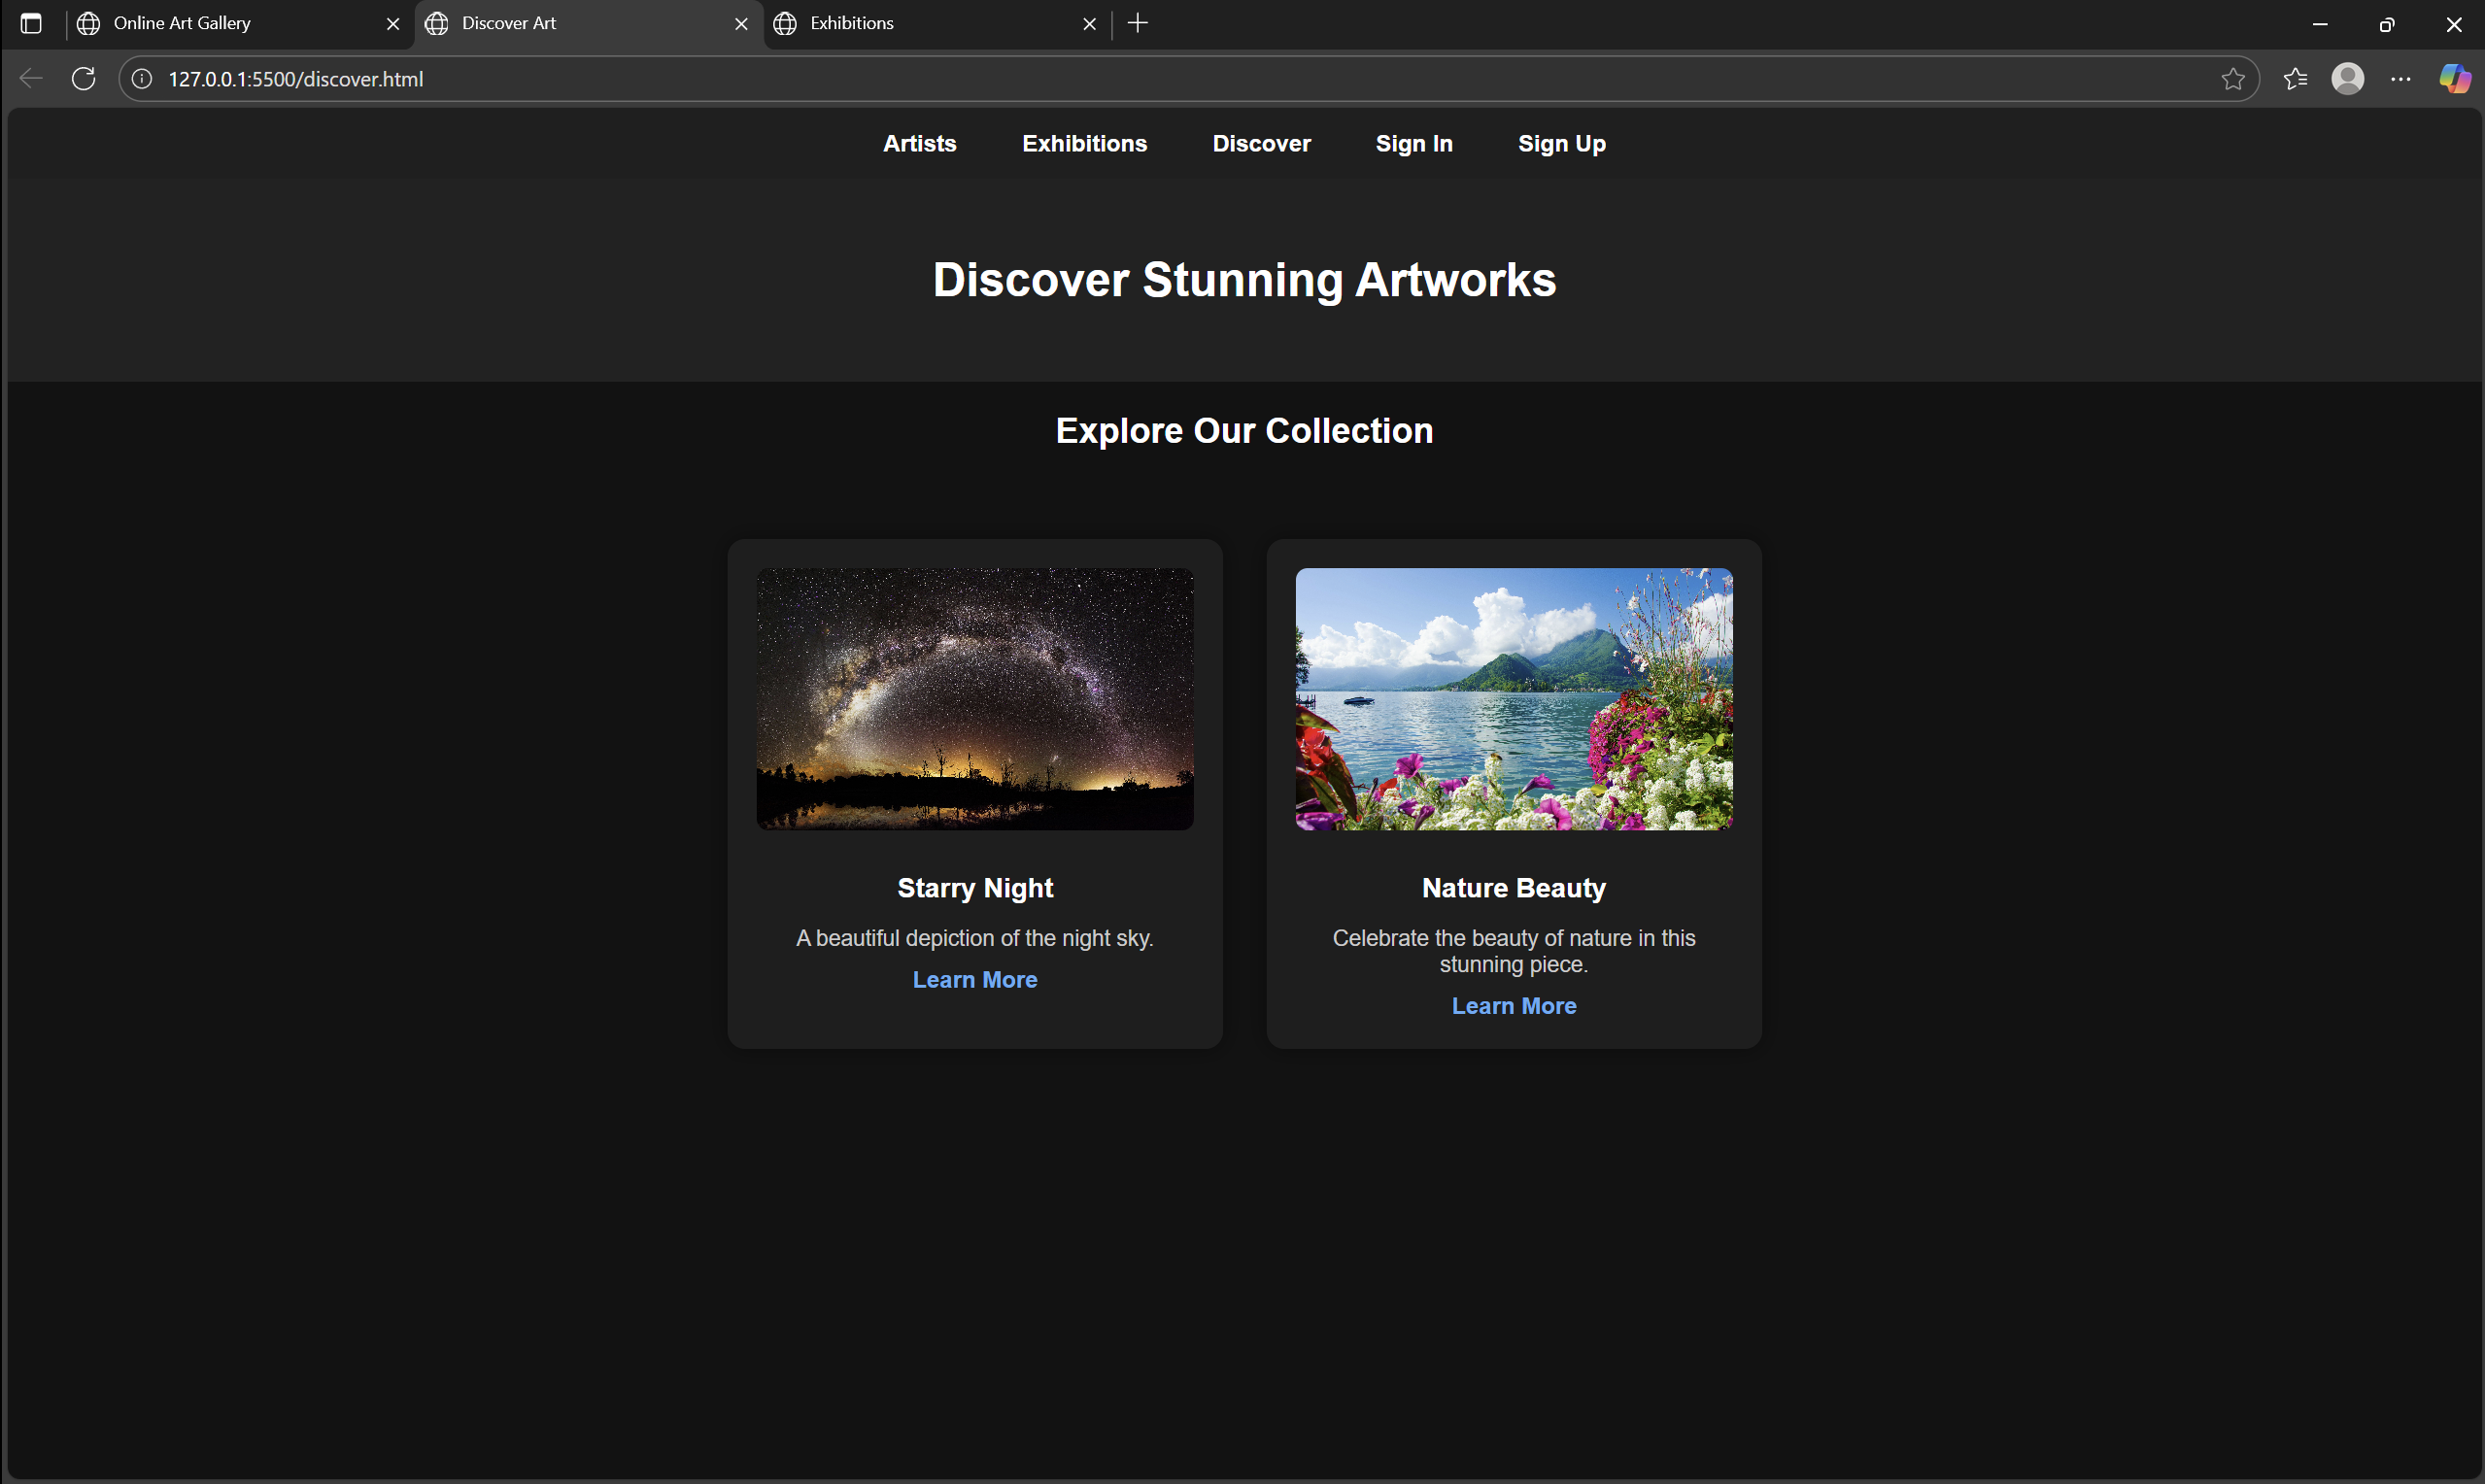 Online Art Gallery
Discover Art
Exhibitions
127.0.0.1:5500/discover.html
Artists
Exhibitions
Discover
Sign In
Sign Up
Discover Stunning Artworks
Explore Our Collection
Starry Night
A beautiful depiction of the night sky.
Learn More
Nature Beauty
Celebrate the beauty of nature in this
stunning piece.
Learn More